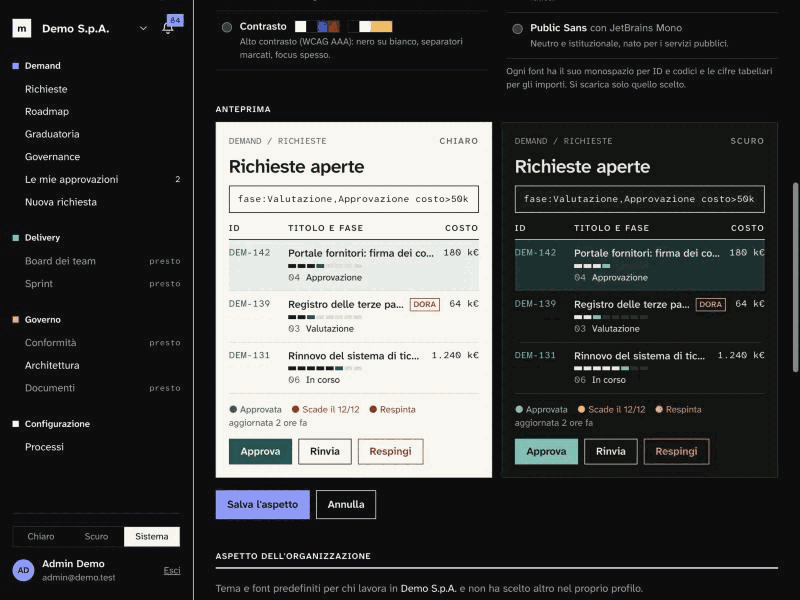 m Demo S.p.A. 84
Demand
Richieste
Roadmap
Graduatoria
Governance
Le mie approvazioni 2
Nuova richiesta
Delivery
Board dei team presto
Sprint presto
Governo
Conformità presto
Architettura
Documenti presto
Configurazione
Processi
Chiaro Scuro Sistema
AD Admin Demo
admin@demo.test
Esci
Contrasto
Alto contrasto (WCAG AAA): nero su bianco, separatori
marcati, focus spesso.
Public Sans con JetBrains Mono
Neutro e istituzionale, nato per i servizi pubblici.
Ogni font ha il suo monospazio per ID e codici e le cifre tabellari
per gli importi. Si scarica solo quello scelto.
ANTEPRIMA
DEMAND / RICHIESTE CHIARO
Richieste aperte
fase:Valutazione,Approvazione costo>50k
ID TITOLO E FASE COSTO
DEM-142 Portale fornitori: firma dei co... 180 k€
04 Approvazione
DEM-139 Registro delle terze pa... DORA 64 k€
03 Valutazione
DEM-131 Rinnovo del sistema di tic... 1.240 k€
06 In corso
Approvata Scade il 12/12 Respinta
aggiornata 2 ore fa
Approva Rinvia Respingi
DEMAND / RICHIESTE SCURO
Richieste aperte
fase:Valutazione,Approvazione costo>50k
ID TITOLO E FASE COSTO
DEM-142 Portale fornitori: firma dei co... 180 k€
04 Approvazione
DEM-139 Registro delle terze pa... DORA 64 k€
03 Valutazione
DEM-131 Rinnovo del sistema di tic... 1.240 k€
06 In corso
Approvata Scade il 12/12 Respinta
aggiornata 2 ore fa
Approva Rinvia Respingi
Salva l'aspetto Annulla
ASPETTO DELL'ORGANIZZAZIONE
Tema e font predefiniti per chi lavora in Demo S.p.A. e non ha scelto altro nel proprio profilo.